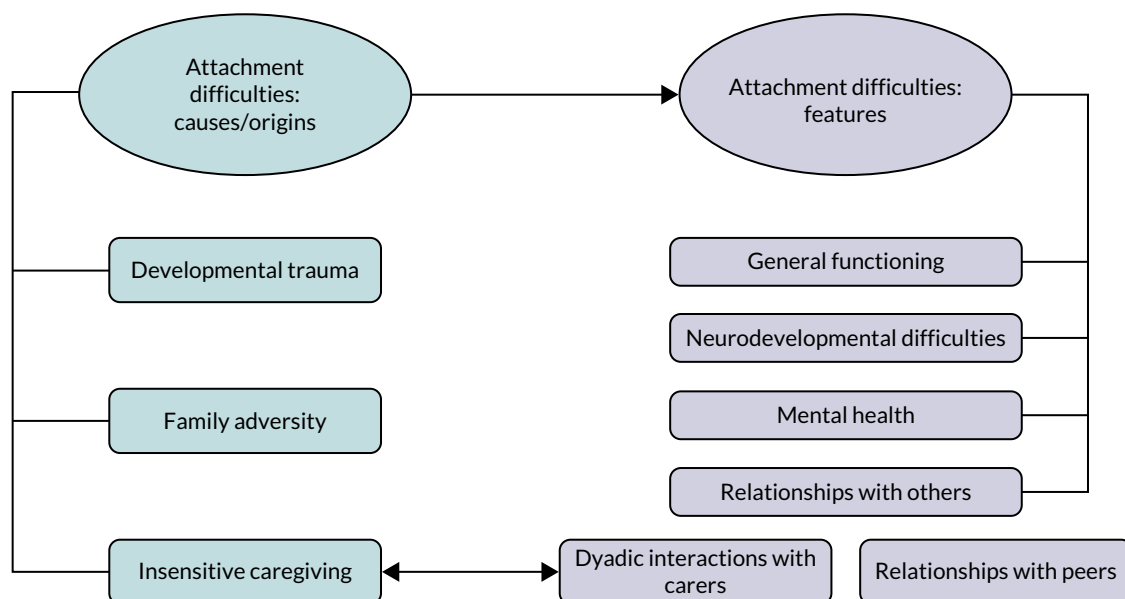 Attachment
difficulties:
causes/origins
Attachment difficulties:
features
Developmental trauma
General functioning
Neurodevelopmental difficulties
Family adversity
Mental health
Relationships with others
Insensitive caregiving
Dyadic interactions with
carers
Relationships with peers